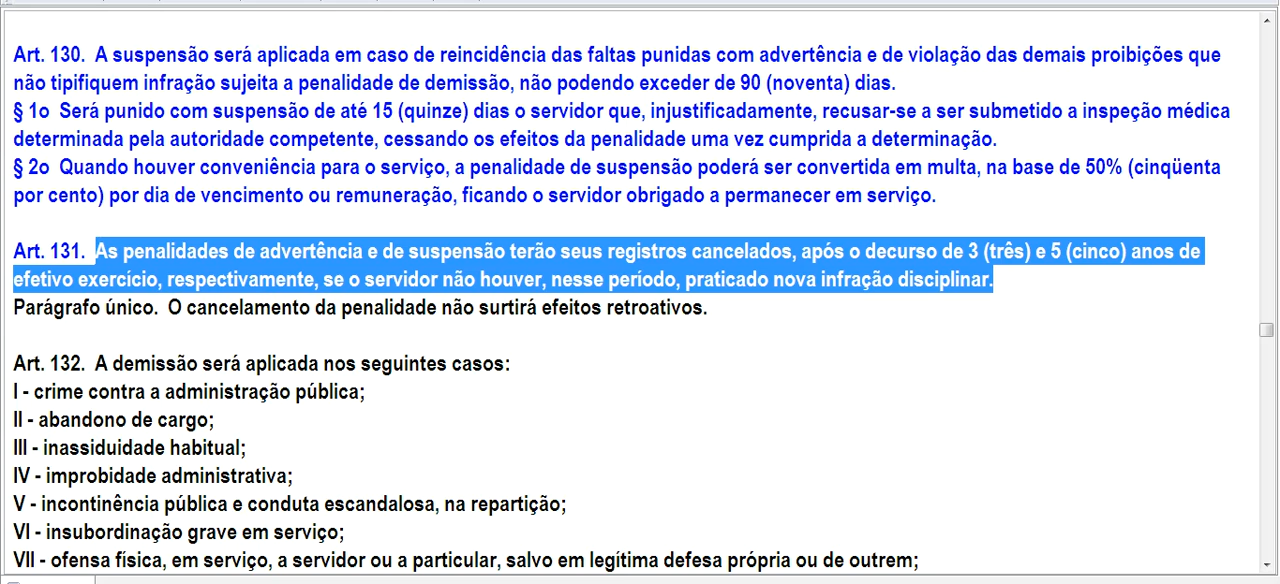 Art. 130.  A suspensão será aplicada em caso de reincidência das faltas punidas com advertência e de violação das demais proibições que
não tipifiquem infração sujeita a penalidade de demissão, não podendo exceder de 90 (noventa) dias.
§ 1o  Será punido com suspensão de até 15 (quinze) dias o servidor que, injustificadamente, recusar-se a ser submetido a inspeção médica
determinada pela autoridade competente, cessando os efeitos da penalidade uma vez cumprida a determinação.
§ 2o  Quando houver conveniência para o serviço, a penalidade de suspensão poderá ser convertida em multa, na base de 50% (cinqüenta
por cento) por dia de vencimento ou remuneração, ficando o servidor obrigado a permanecer em serviço.
Art. 131.  As penalidades de advertência e de suspensão terão seus registros cancelados, após o decurso de 3 (três) e 5 (cinco) anos de
efetivo exercício, respectivamente, se o servidor não houver, nesse período, praticado nova infração disciplinar.
Parágrafo único.  O cancelamento da penalidade não surtirá efeitos retroativos.
Art. 132.  A demissão será aplicada nos seguintes casos:
I - crime contra a administração pública;
II - abandono de cargo;
III - inassiduidade habitual;
IV - improbidade administrativa;
V - incontinência pública e conduta escandalosa, na repartição;
VI - insubordinação grave em serviço;
VII - ofensa física, em serviço, a servidor ou a particular, salvo em legítima defesa própria ou de outrem;